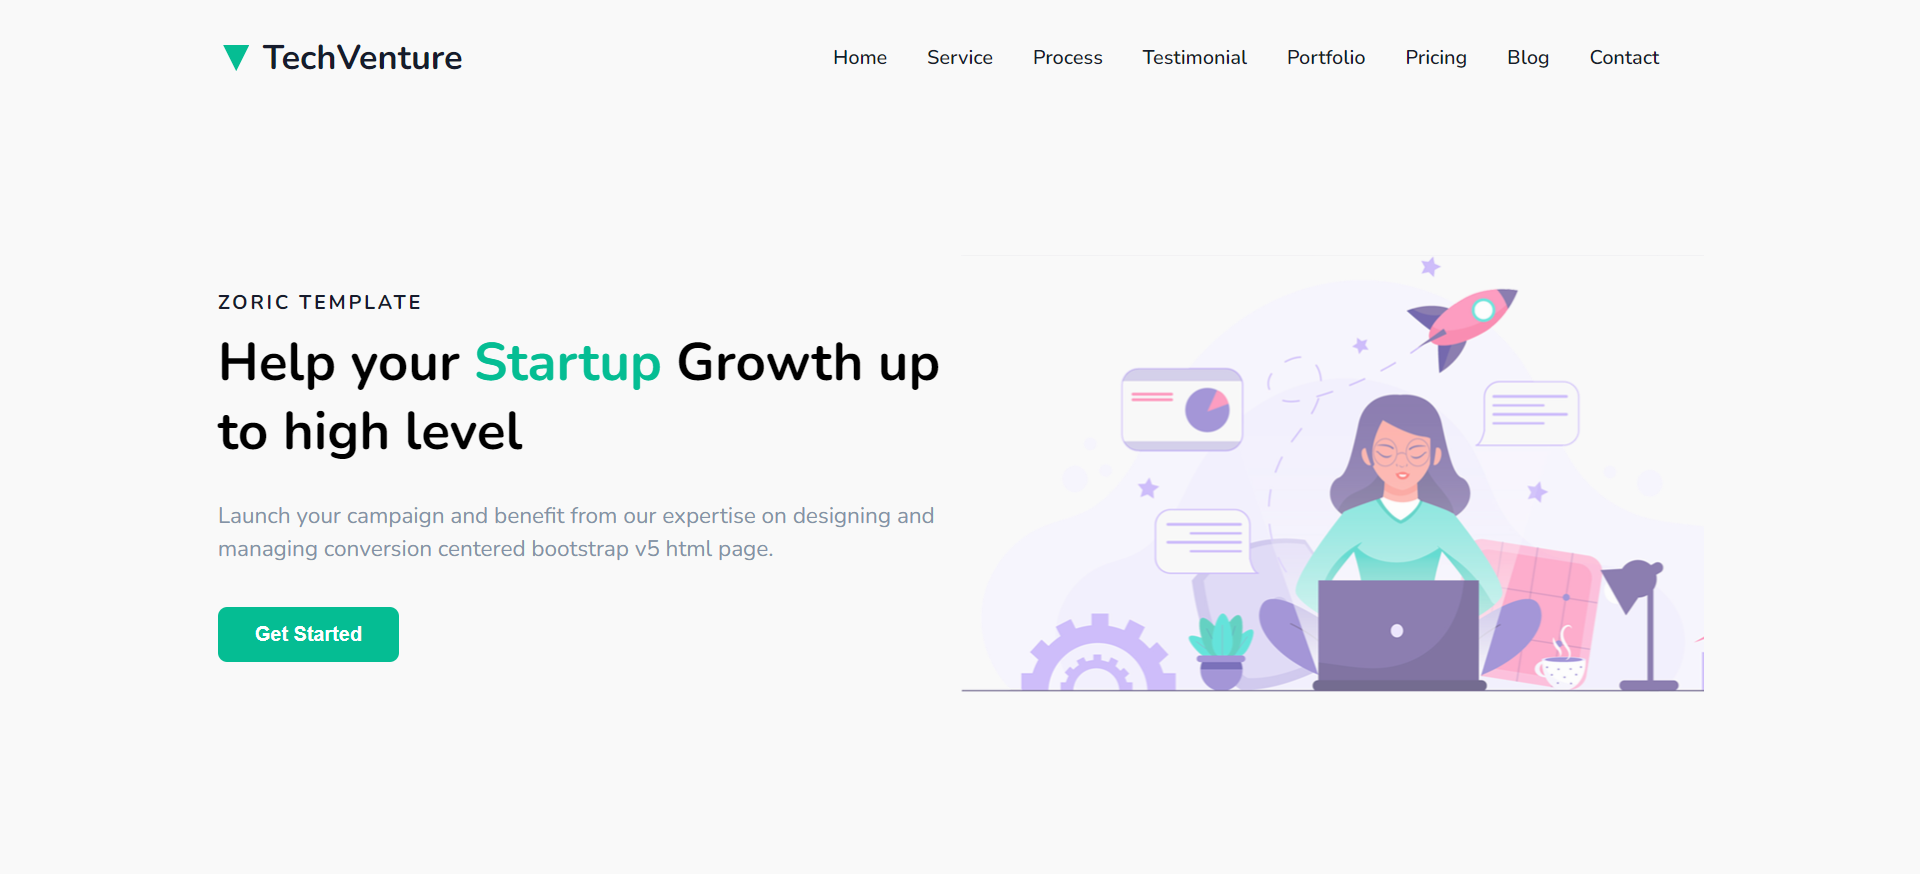 TechVenture
Home Service Process Testimonial Portfolio Pricing Blog Contact
ZORIC TEMPLATE
Help your Startup Growth up
to high level
Launch your campaign and benefit from our expertise on designing and
managing conversion centered bootstrap v5 html page.
Get Started